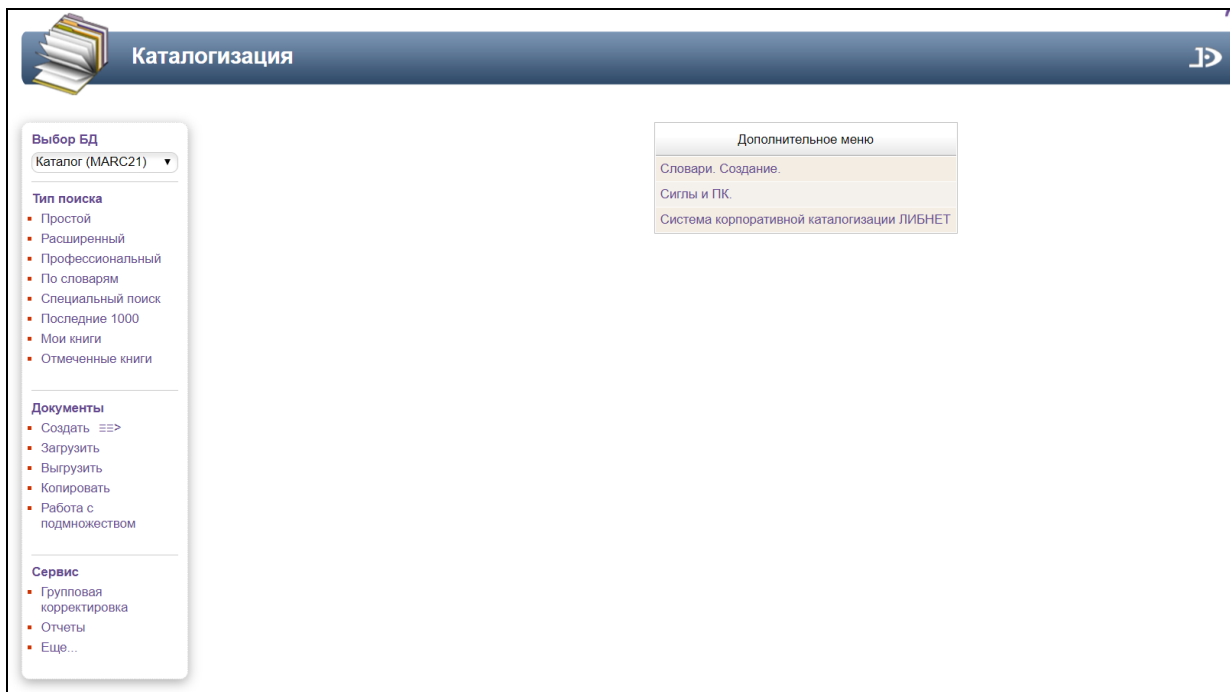 Каталогизация
Выбор БД
Каталог (MARC21)
Тип поиска
Простой
Расширенный
Профессиональный
По словарям
Специальный поиск
Последние 1000
Мои книги
Отмеченные книги
Документы
Создать ==>
Загрузить
Выгрузить
Копировать
Работа с
подмножеством
Сервис
Групповая
корректировка
Отчеты
Еще...
Дополнительное меню
Словари. Создание.
Сиглы и ПК.
Система корпоративной каталогизации ЛИБНЕТ